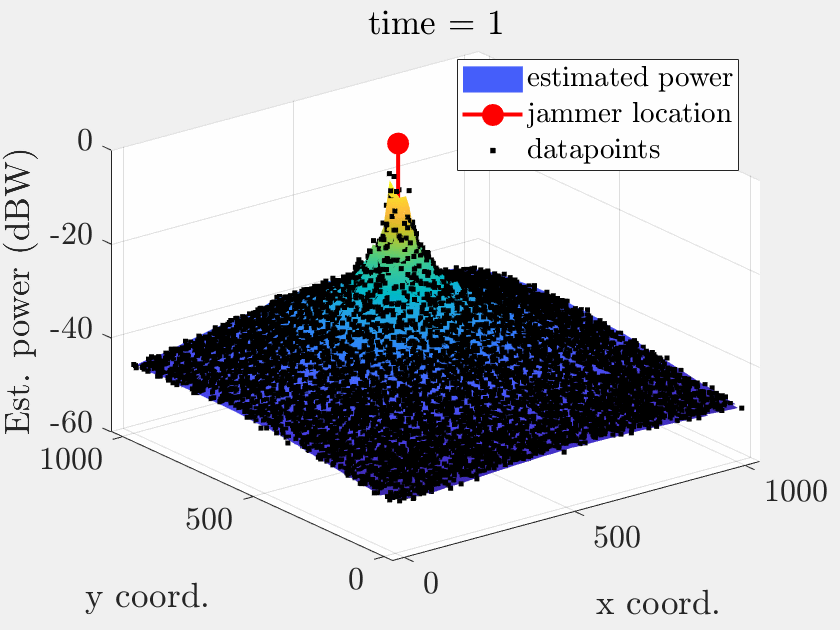 time = 1
estimated power
jammer location
datapoints
Est. power (dBW)
0
-20
-40
-60
1000
500
0
y coord.
0
500
1000
x coord.